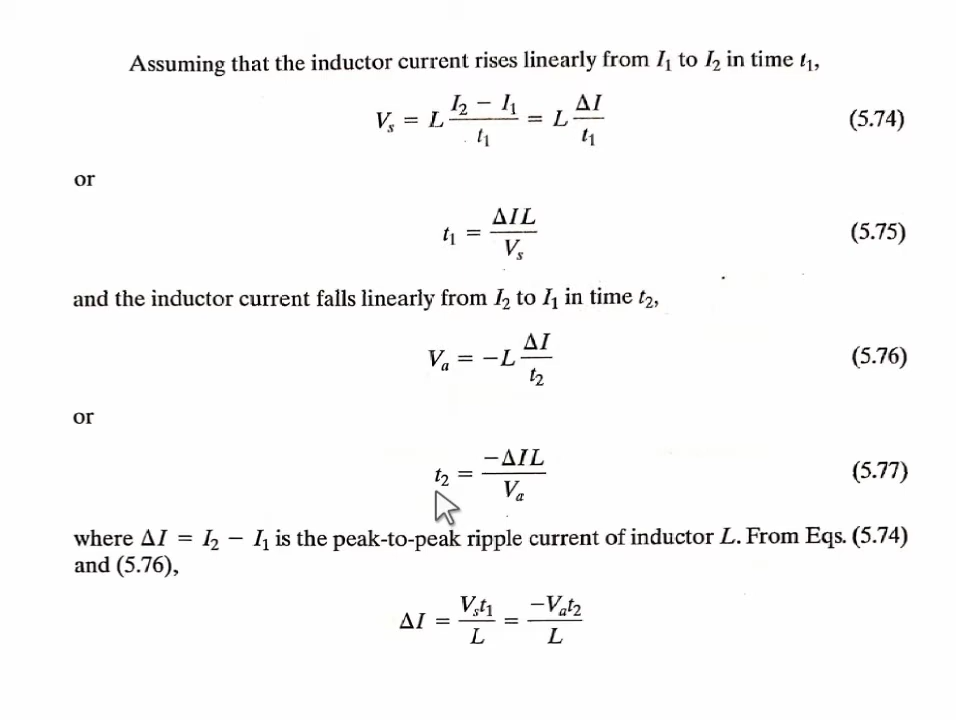 Assuming that the inductor current rises linearly from I₁ to I₂ in time t₁,
Vₛ = L (I₂ − I₁)/t₁ = L ΔI/t₁ (5.74)
or
t₁ = ΔIL/Vₛ (5.75)
and the inductor current falls linearly from I₂ to I₁ in time t₂,
Vₐ = −L ΔI/t₂ (5.76)
or
t₂ = −ΔIL/Vₐ (5.77)
where ΔI = I₂ − I₁ is the peak-to-peak ripple current of inductor L. From Eqs. (5.74)
and (5.76),
ΔI = Vₛt₁/L = −Vₐt₂/L